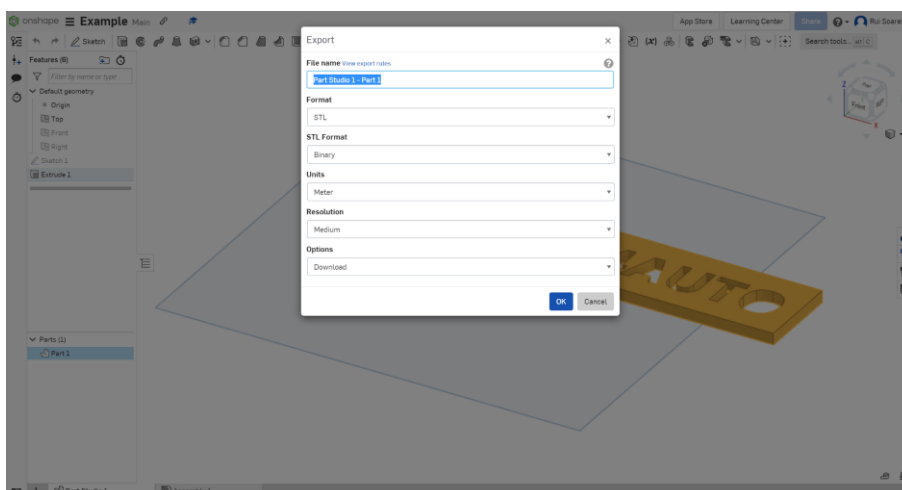 onshape Example Main
App Store Learning Center Share Rui Soare
Sketch
Search tools...
Features (6)
Filter by name or type
Default geometry
Origin
Top
Front
Right
Sketch 1
Extrude 1
Parts (1)
Part 1
Export ×
File name View export rules
Part Studio 1 - Part 1
Format
STL
STL Format
Binary
Units
Meter
Resolution
Medium
Options
Download
OK Cancel
Z
Front
X
AUTO